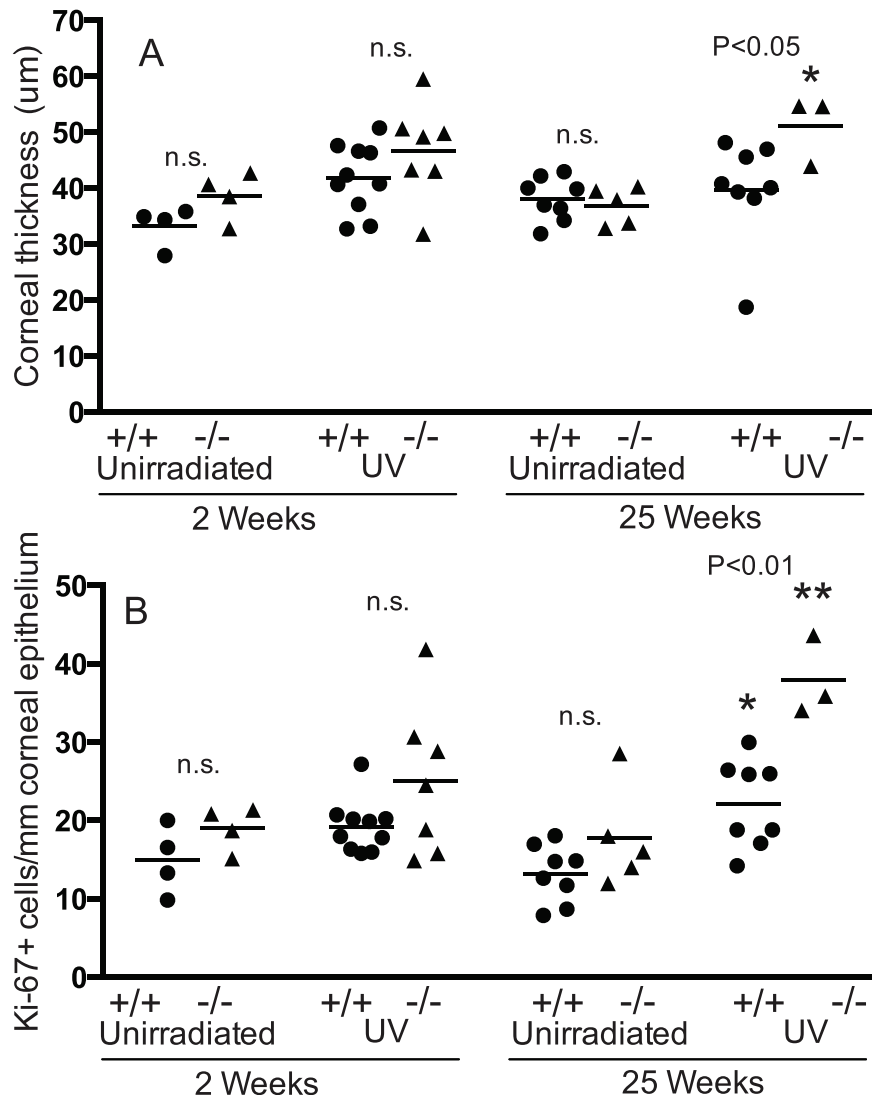 A
Corneal thickness (um)
70
60
50
40
30
20
10
0
n.s.
n.s.
n.s.
P<0.05
*
+/+ -/- +/+ -/- +/+ -/- +/+ -/-
Unirradiated UV Unirradiated UV
2 Weeks 25 Weeks
B
Ki-67+ cells/mm corneal epithelium
50
40
30
20
10
0
n.s.
n.s.
n.s.
P<0.01
*
**
+/+ -/- +/+ -/- +/+ -/- +/+ -/-
Unirradiated UV Unirradiated UV
2 Weeks 25 Weeks